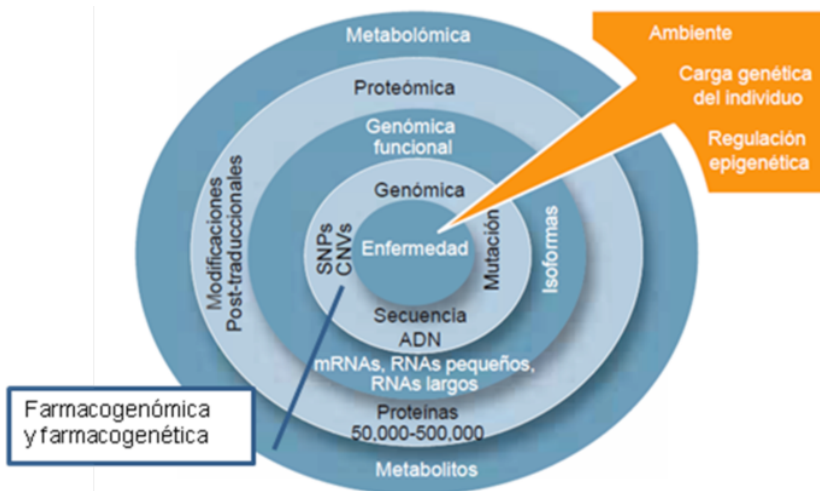 Metabolómica
Proteómica
Genómica
funcional
Genómica
Enfermedad
SNPs
CNVs
Mutación
Isoformas
Modificaciones
Post-traduccionales
Secuencia
ADN
mRNAs, RNAs pequeños,
RNAs largos
Proteínas
50,000-500,000
Metabolitos
Ambiente
Carga genética
del individuo
Regulación
epigenética
Farmacogenómica
y farmacogenética